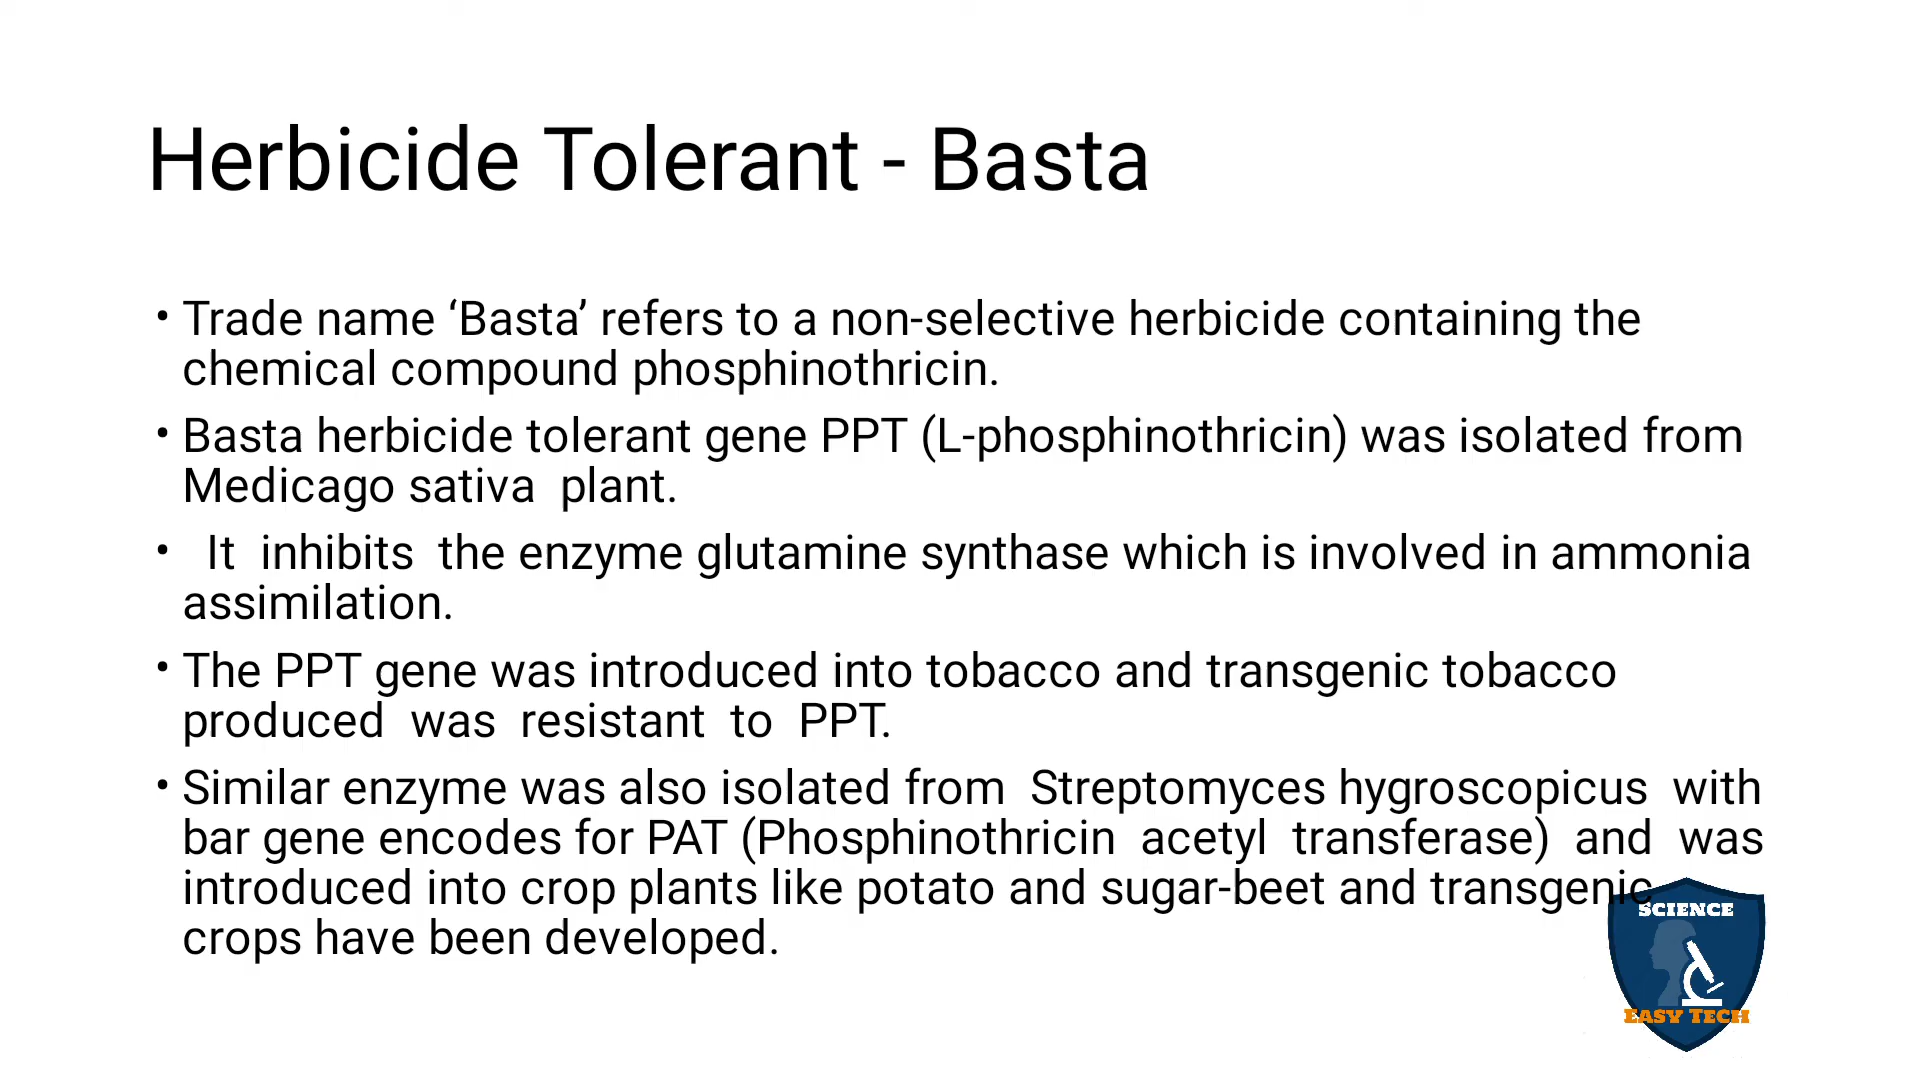 Herbicide Tolerant - Basta
• Trade name ‘Basta’ refers to a non-selective herbicide containing the
chemical compound phosphinothricin.
• Basta herbicide tolerant gene PPT (L-phosphinothricin) was isolated from
Medicago sativa  plant.
•  It  inhibits  the enzyme glutamine synthase which is involved in ammonia
assimilation.
• The PPT gene was introduced into tobacco and transgenic tobacco
produced  was  resistant  to  PPT.
• Similar enzyme was also isolated from  Streptomyces hygroscopicus  with
bar gene encodes for PAT (Phosphinothricin  acetyl  transferase)  and  was
introduced into crop plants like potato and sugar-beet and transgenic
crops have been developed.
SCIENCE
EASY TECH